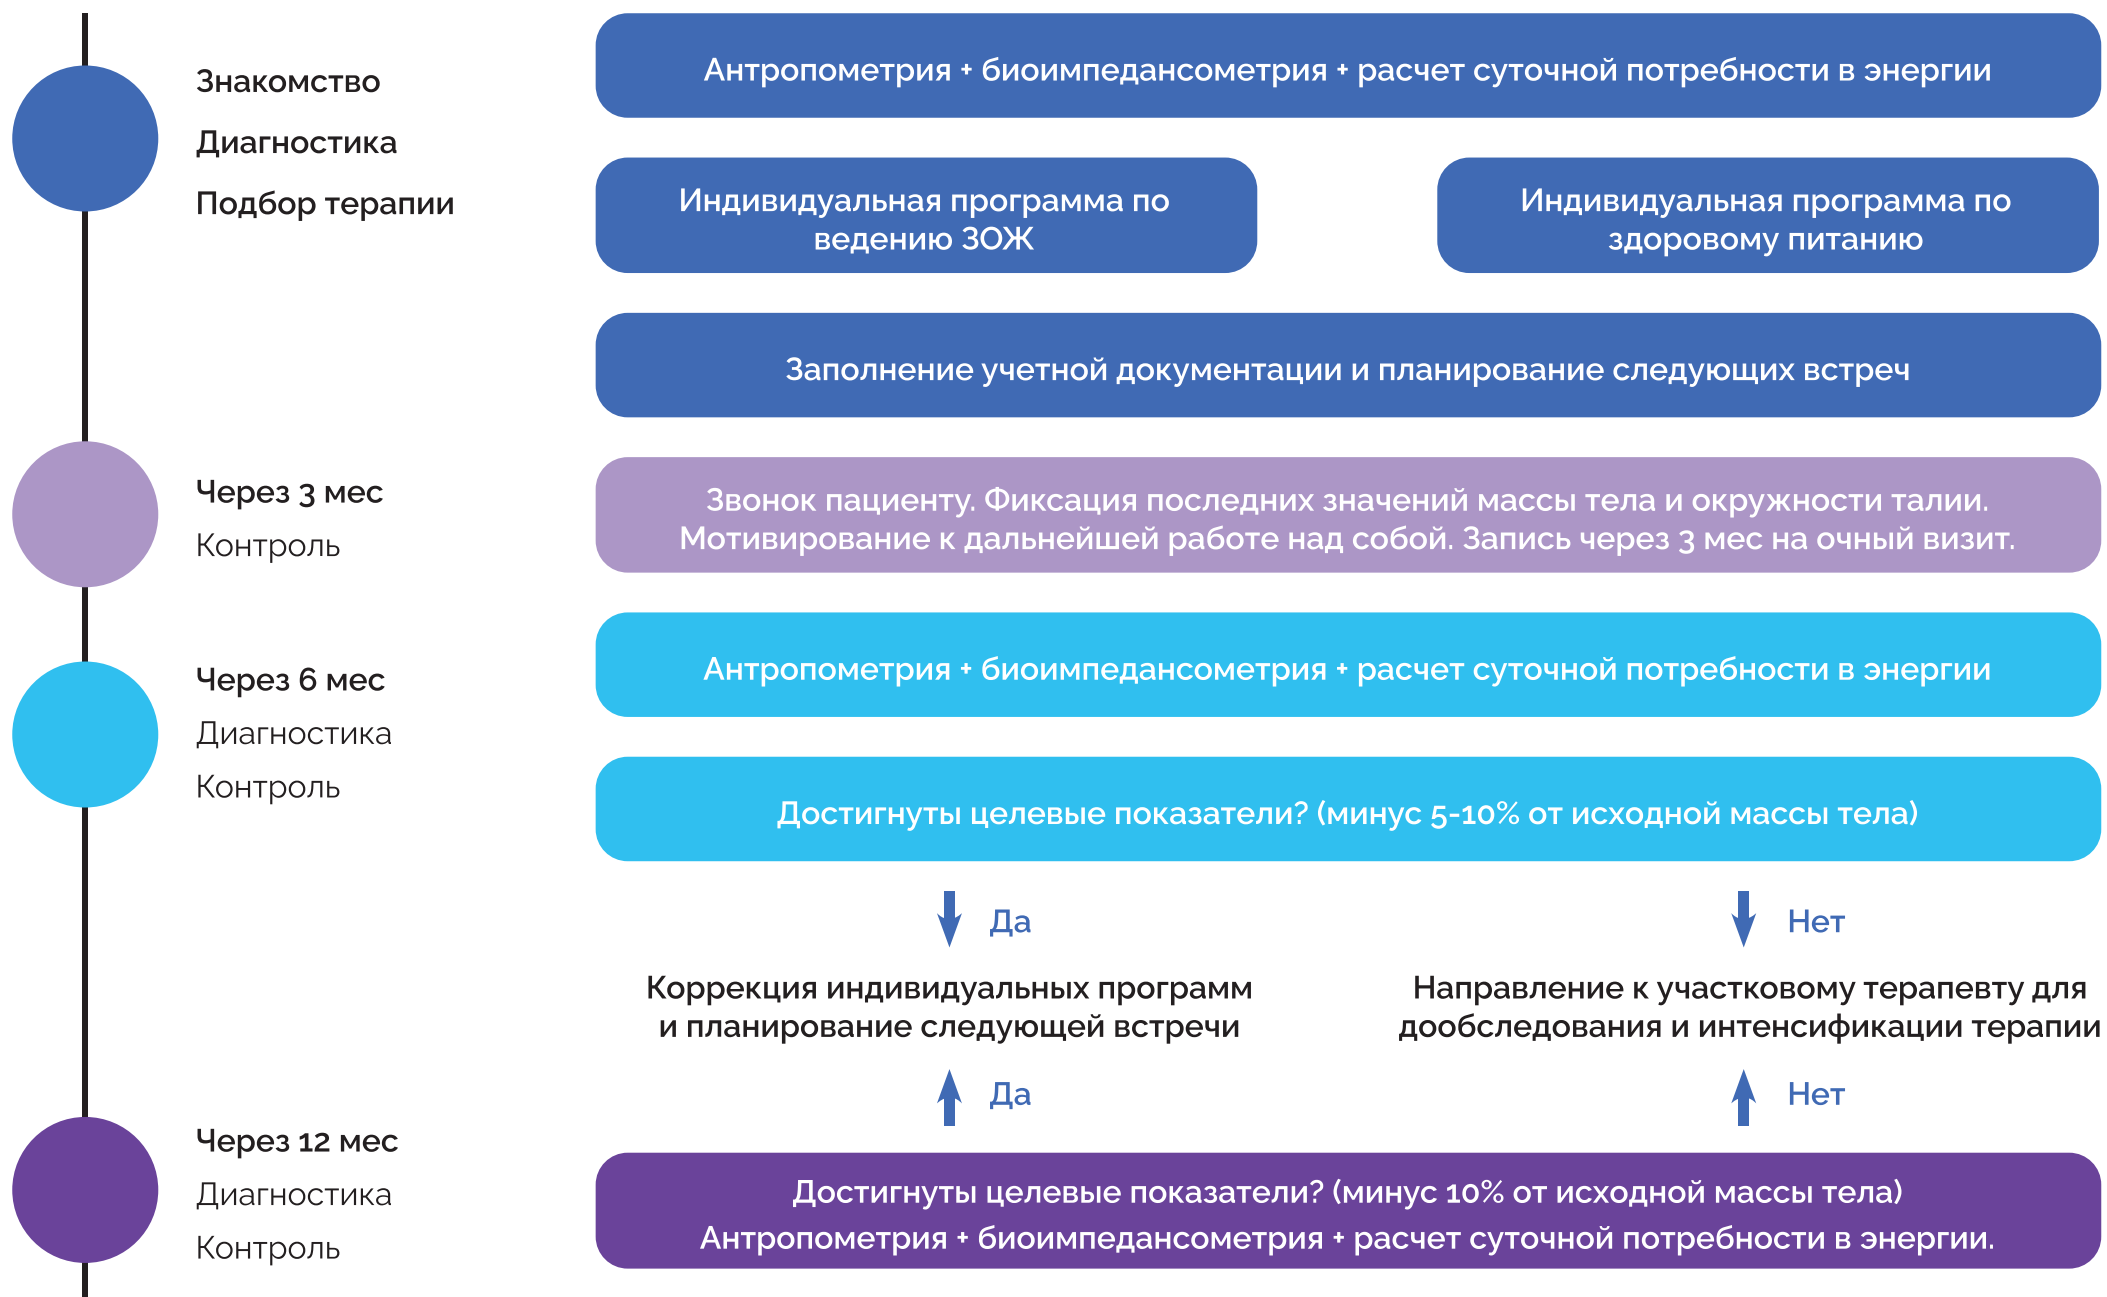 Знакомство
Диагностика
Подбор терапии
Антропометрия + биоимпедансометрия + расчет суточной потребности в энергии
Индивидуальная программа по
ведению ЗОЖ
Индивидуальная программа по
здоровому питанию
Заполнение учетной документации и планирование следующих встреч
Через 3 мес
Контроль
Звонок пациенту. Фиксация последних значений массы тела и окружности талии.
Мотивирование к дальнейшей работе над собой. Запись через 3 мес на очный визит.
Через 6 мес
Диагностика
Контроль
Антропометрия + биоимпедансометрия + расчет суточной потребности в энергии
Достигнуты целевые показатели? (минус 5-10% от исходной массы тела)
Да
Нет
Коррекция индивидуальных программ
и планирование следующей встречи
Направление к участковому терапевту для
дообследования и интенсификации терапии
Да
Нет
Через 12 мес
Диагностика
Контроль
Достигнуты целевые показатели? (минус 10% от исходной массы тела)
Антропометрия + биоимпедансометрия + расчет суточной потребности в энергии.